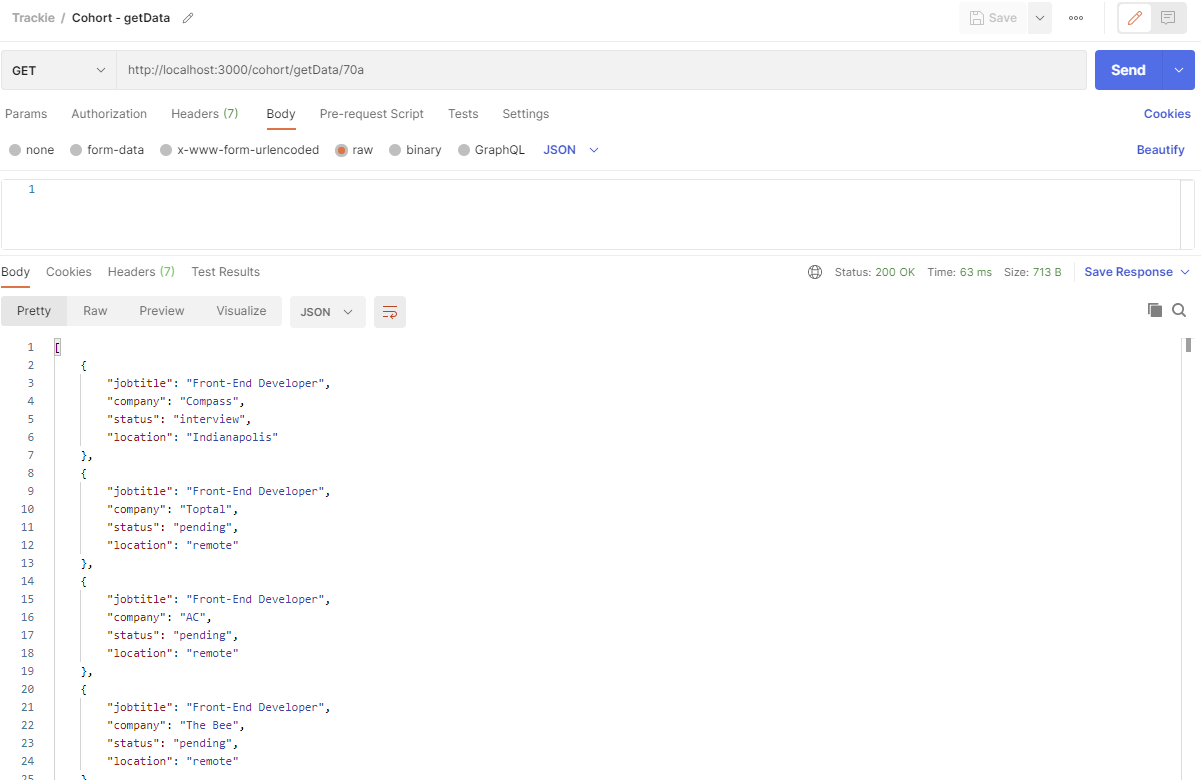 Trackie / Cohort - getData Save
GET http://localhost:3000/cohort/getData/70a Send
Params Authorization Headers (7) Body Pre-request Script Tests Settings Cookies
none form-data x-www-form-urlencoded raw binary GraphQL JSON Beautify
1
Body Cookies Headers (7) Test Results Status: 200 OK Time: 63 ms Size: 713 B Save Response
Pretty Raw Preview Visualize JSON
1 [
2 {
3 "jobtitle": "Front-End Developer",
4 "company": "Compass",
5 "status": "interview",
6 "location": "Indianapolis"
7 },
8 {
9 "jobtitle": "Front-End Developer",
10 "company": "Toptal",
11 "status": "pending",
12 "location": "remote"
13 },
14 {
15 "jobtitle": "Front-End Developer",
16 "company": "AC",
17 "status": "pending",
18 "location": "remote"
19 },
20 {
21 "jobtitle": "Front-End Developer",
22 "company": "The Bee",
23 "status": "pending",
24 "location": "remote"
25 }